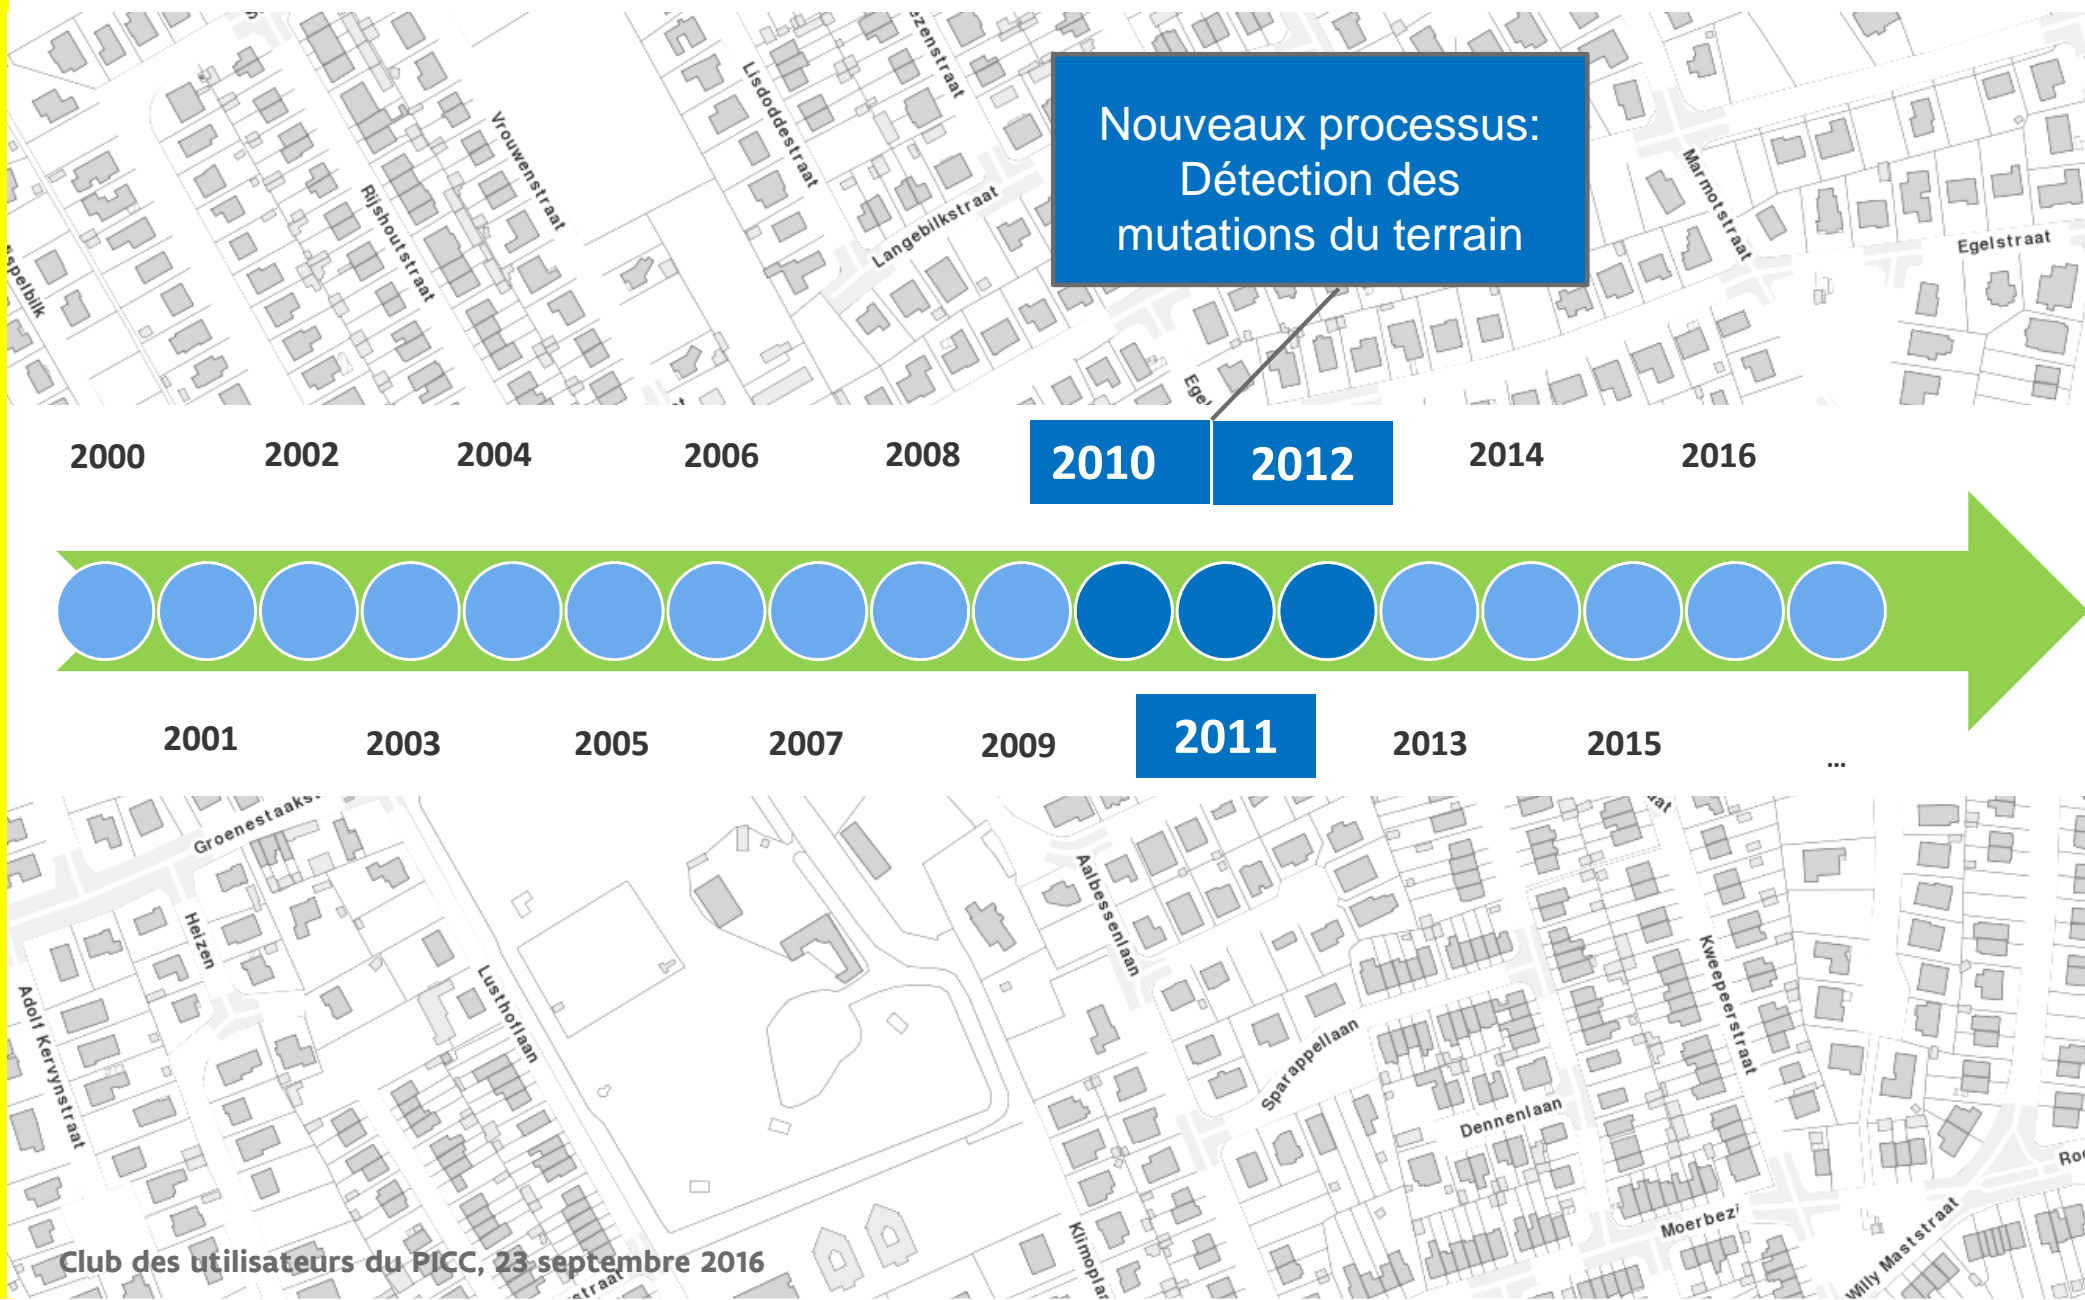 Lisdoddestraat
Vrouwenstraat
Rijshoutstraat
Langebilkstraat
Marmotstraat
Egelstraat
Nouveaux processus:
Détection des
mutations du terrain
2000
2002
2004
2006
2008
2010
2012
2014
2016
2001
2003
2005
2007
2009
2011
2013
2015
...
Heizen
Adolf Kervynstraat
Lusthoflaan
Aalbessenlaan
Sparappellaan
Dennenlaan
Kweepeerstraat
Willy Maststraat
Club des utilisateurs du PICC, 23 septembre 2016